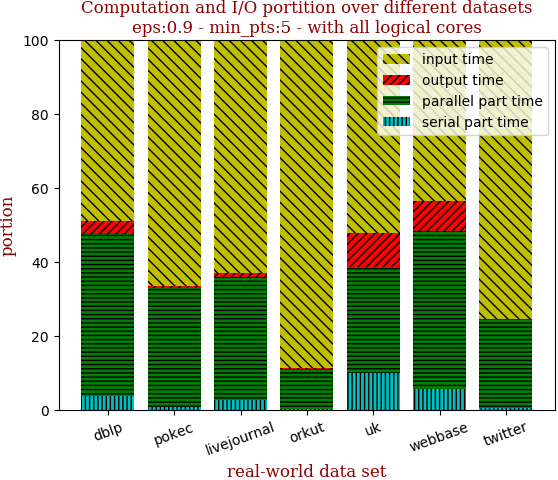 Computation and I/O portition over different datasets
eps:0.9 - min_pts:5 - with all logical cores
100
80
60
40
20
0
portion
input time
output time
parallel part time
serial part time
dblp
pokec
livejournal
orkut
uk
webbase
twitter
real-world data set